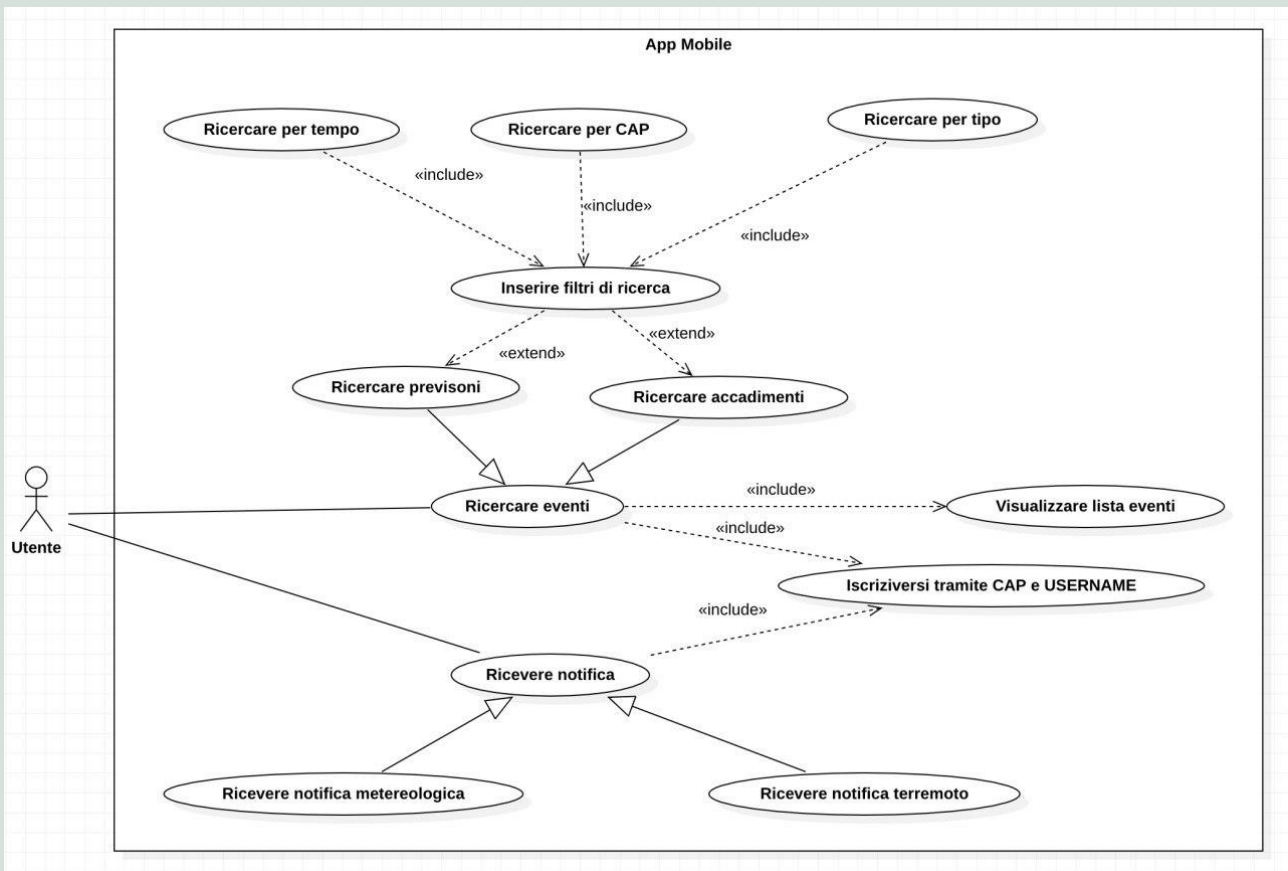 App Mobile
Ricercare per tempo
Ricercare per CAP
Ricercare per tipo
«include»
«include»
«include»
Inserire filtri di ricerca
«extend»
«extend»
Ricercare previsoni
Ricercare accadimenti
Utente
Ricercare eventi
«include»
Visualizzare lista eventi
«include»
Iscriziversi tramite CAP e USERNAME
«include»
Ricevere notifica
Ricevere notifica metereologica
Ricevere notifica terremoto